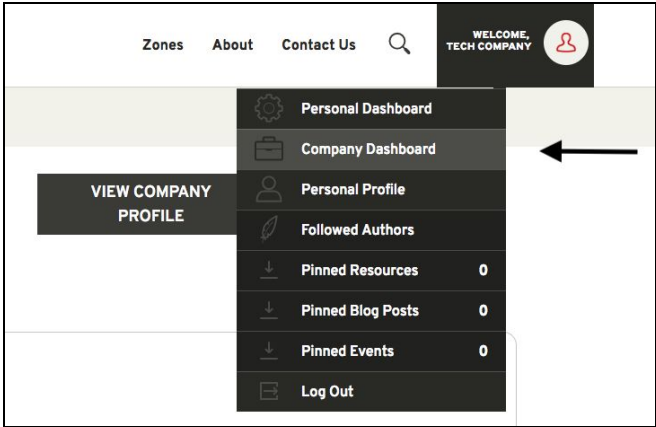 Zones About Contact Us WELCOME,
TECH COMPANY
Personal Dashboard
Company Dashboard
VIEW COMPANY
PROFILE
Personal Profile
Followed Authors
Pinned Resources 0
Pinned Blog Posts 0
Pinned Events 0
Log Out